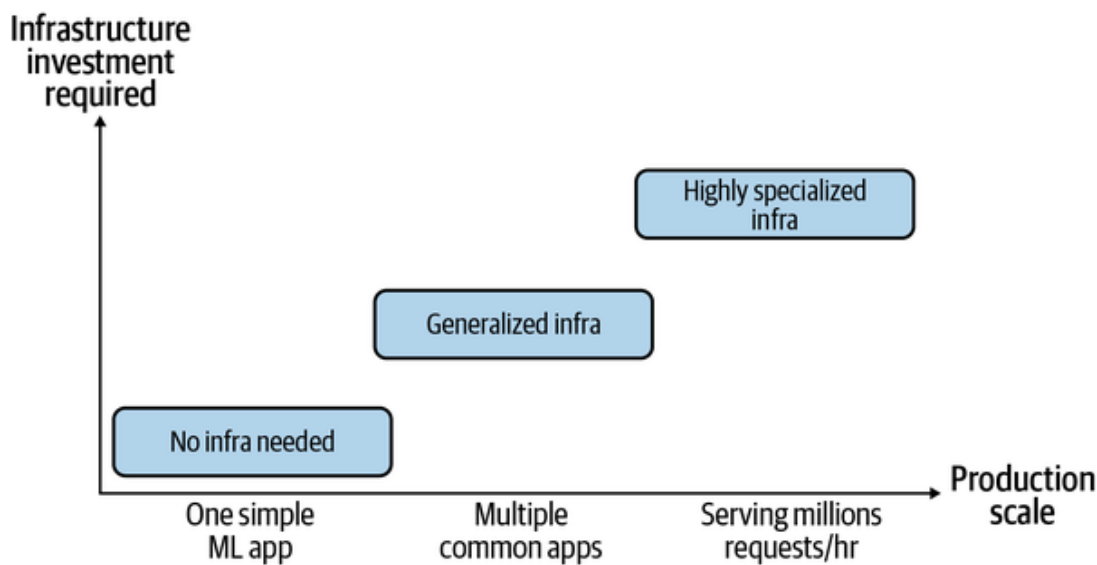 Infrastructure
investment
required
Highly specialized
infra
Generalized infra
No infra needed
Production
scale
One simple
ML app
Multiple
common apps
Serving millions
requests/hr